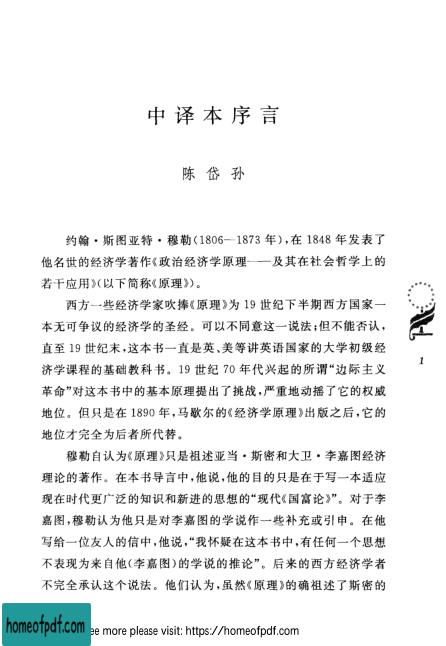 中译本序言
陈岱孙
约翰·斯图亚特·穆勒(1806—1873年),在1848年发表了
他名世的经济学著作《政治经济学原理——及其在社会哲学上的
若干应用》(以下简称《原理》)。
西方一些经济学家吹捧《原理》为19世纪下半期西方国家一
本无可争议的经济学的圣经。可以不同意这一说法;但不能否认,
直至19世纪末,这本书一直是英、美等讲英语国家的大学初级经
济学课程的基础教科书。19世纪70年代兴起的所谓“边际主义
革命”对这本书中的基本原理提出了挑战,严重地动摇了它的权威
地位。但只是在1890年,马歇尔的《经济学原理》出版之后,它的
地位才完全为后者所代替。
1
穆勒自认为《原理》只是祖述亚当·斯密和大卫·李嘉图经济
理论的著作。在本书导言中,他说,他的目的只是在于写一本适应
现在时代更广泛的知识和新进的思想的“现代《国富论》”。对于李
嘉图,穆勒认为他只是对李嘉图的学说作一些补充或引申。在他
写给一位友人的信中,他说,“我怀疑在这本书中,有任何一个思想
不表现为来自他(李嘉图)的学说的推论”。后来的西方经济学者
不完全承认这个说法。他们认为,虽然《原理》的确祖述了斯密的
homeofpdf.com
ee more please visit: https://homeofpdf.com